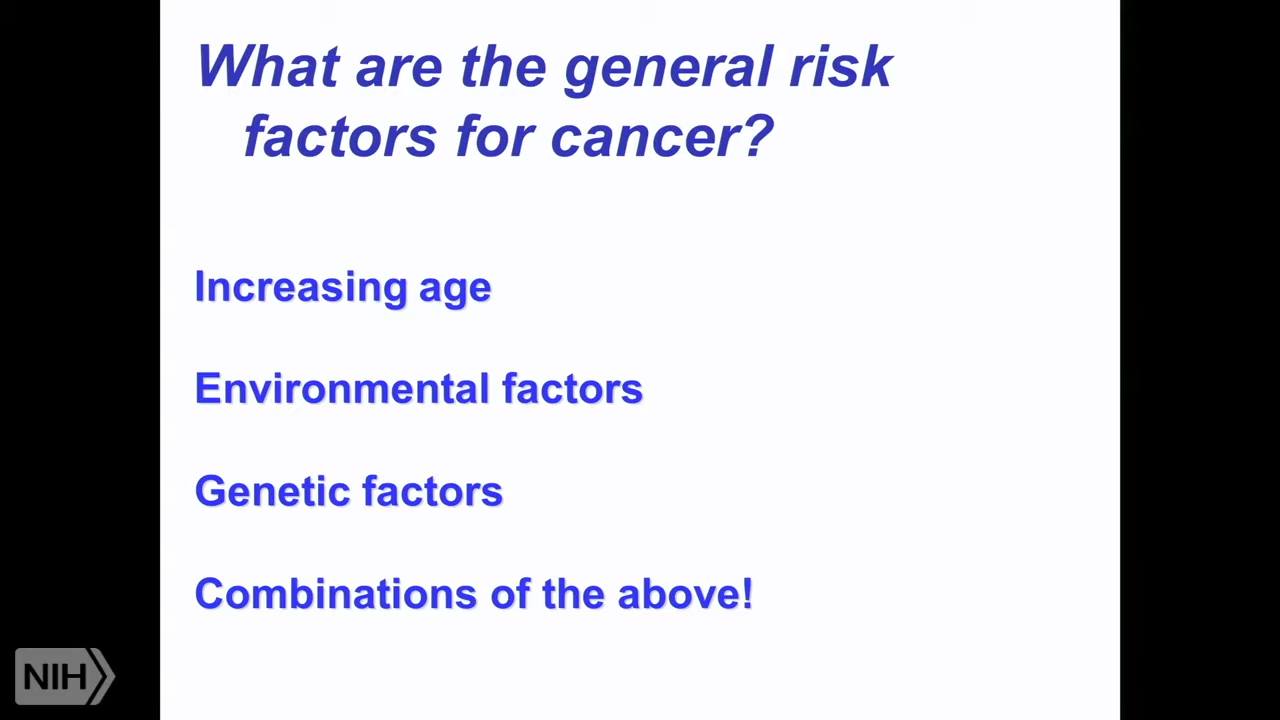 What are the general risk
factors for cancer?
Increasing age
Environmental factors
Genetic factors
Combinations of the above!
NIH